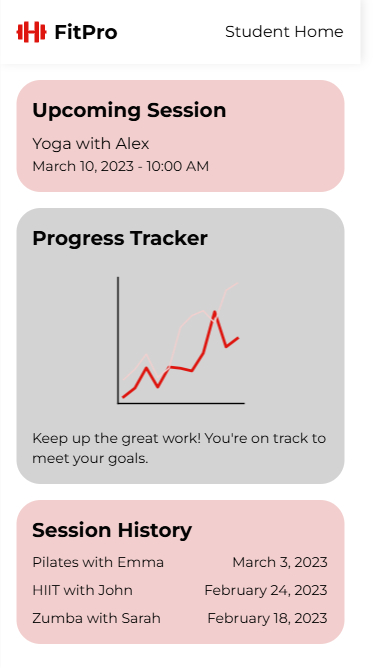 FitPro
Student Home
Upcoming Session
Yoga with Alex
March 10, 2023 - 10:00 AM
Progress Tracker
Keep up the great work! You're on track to
meet your goals.
Session History
Pilates with Emma March 3, 2023
HIIT with John February 24, 2023
Zumba with Sarah February 18, 2023